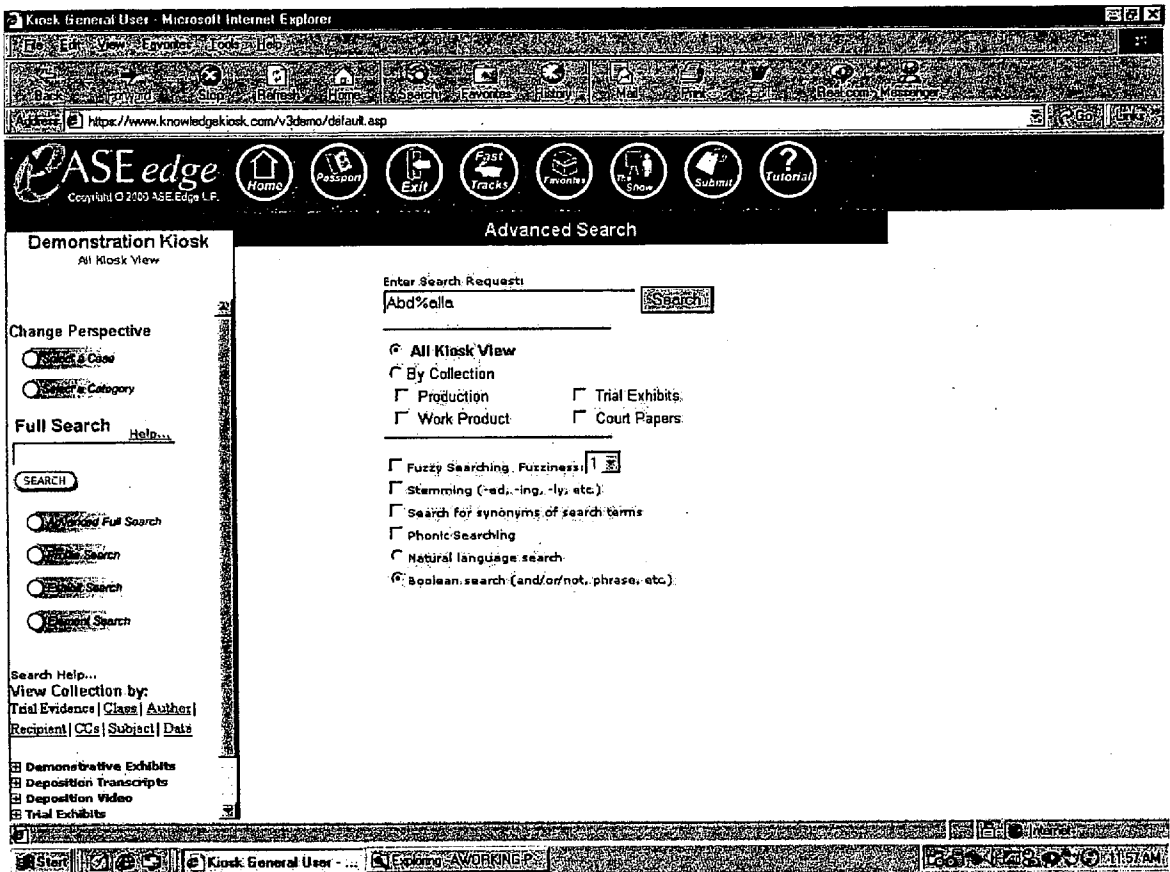 Kiosk General User - Microsoft Internet Explorer
File Edit View Favorites Tools Help
Back Forward Stop Refresh Home Search Favorites History Mail Print Edit Real.com Messenger
Address https://www.knowledgekiosk.com/v3demo/default.asp Go Links
ASE edge
Copyright © 2000 ASE Edge L.P.
Home Passport Exit Fast Tracks Favorites The Show Submit ? Tutorial
Demonstration Kiosk
All Kiosk View
Change Perspective
Select a Case
Select a Category
Full Search Help...
SEARCH
Advanced Full Search
Profile Search
Exhibit Search
Element Search
Search Help...
View Collection by:
Trial Evidence | Class | Author |
Recipient | CCs | Subject | Date
Demonstrative Exhibits
Deposition Transcripts
Deposition Video
Trial Exhibits
Advanced Search
Enter Search Request:
Abd%alla Search
All Kiosk View
By Collection
Production Trial Exhibits
Work Product Court Papers
Fuzzy Searching, Fuzziness: 1
Stemming (-ed, -ing, -ly, etc.)
Search for synonyms of search terms
Phonic Searching
Natural language search
Boolean search (and/or/not, phrase, etc.)
Internet
Start Kiosk General User - ... Exploring - AWORKING P... 11:57 AM